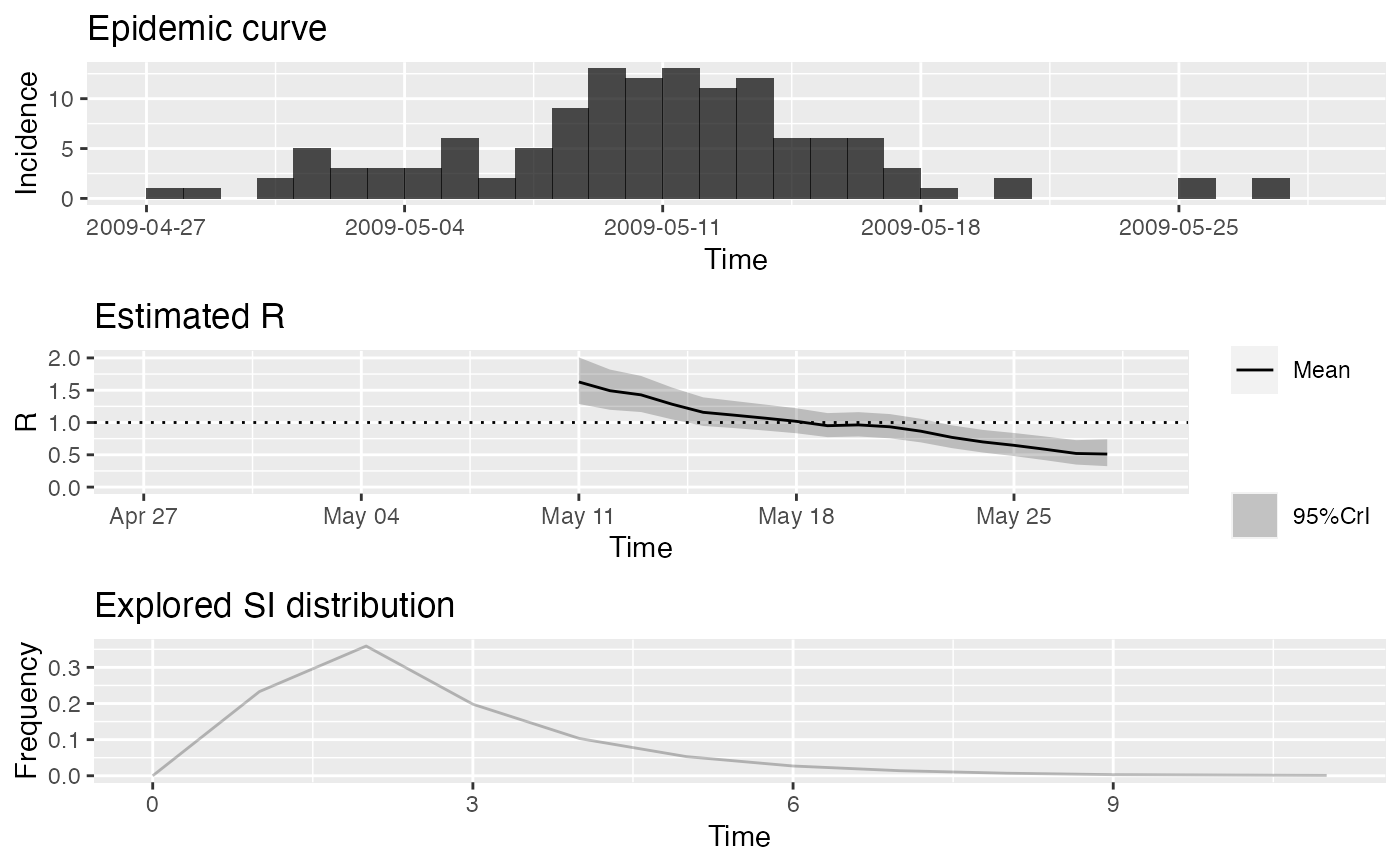 Epidemic curve
Incidence
10
5
0
2009-04-27 2009-05-04 2009-05-11 2009-05-18 2009-05-25
Time
Estimated R
R
2.0
1.5
1.0
0.5
0.0
Apr 27 May 04 May 11 May 18 May 25
Time
Mean
95%CrI
Explored SI distribution
Frequency
0.3
0.2
0.1
0.0
0 3 6 9
Time